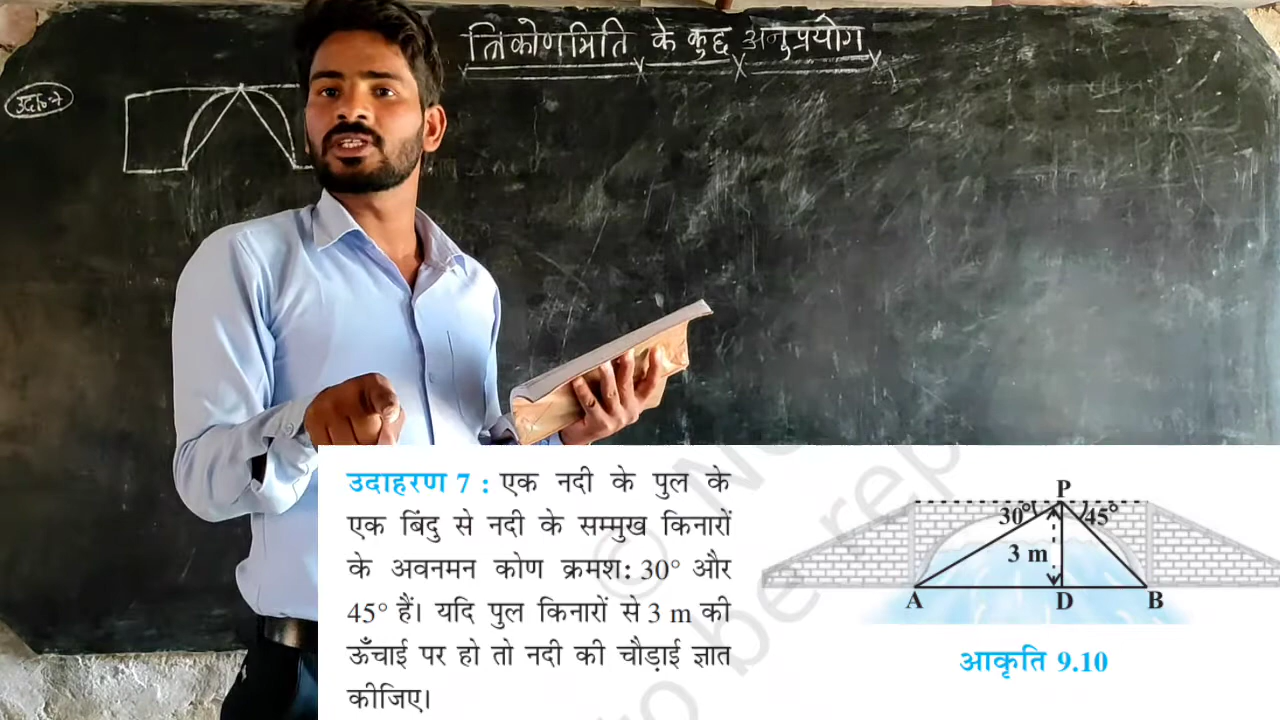 त्रिकोणमिति के कुछ अनुप्रयोग
उदा० 7
उदाहरण 7 : एक नदी के पुल के
एक बिंदु से नदी के सम्मुख किनारों
के अवनमन कोण क्रमश: 30° और
45° हैं। यदि पुल किनारों से 3 m की
ऊँचाई पर हो तो नदी की चौड़ाई ज्ञात
कीजिए।
P
30° 45°
3 m
A D B
आकृति 9.10